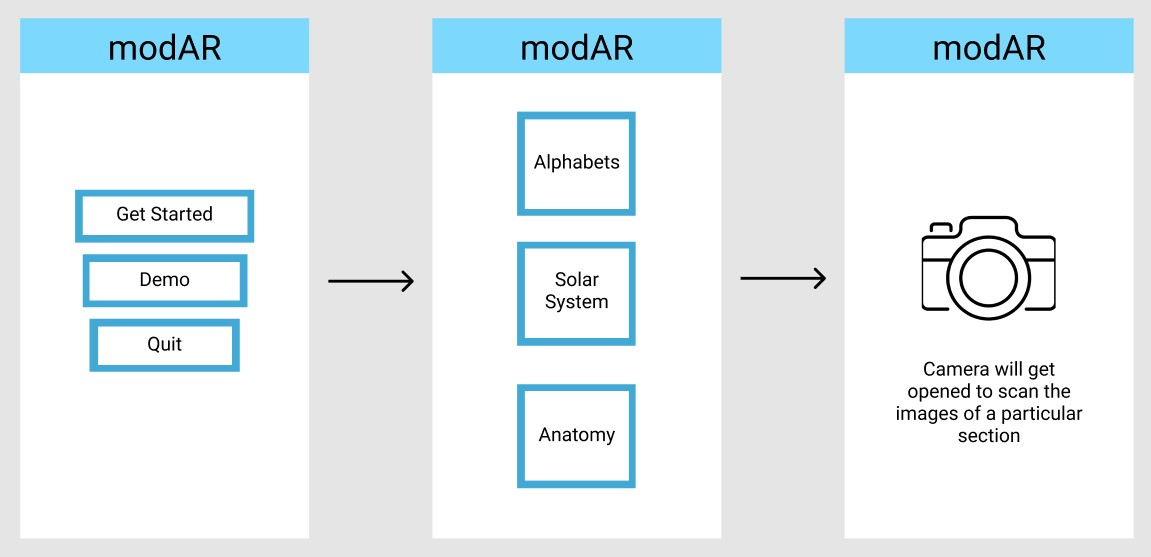 modAR
Get Started
Demo
Quit
modAR
Alphabets
Solar
System
Anatomy
modAR
Camera will get
opened to scan the
images of a particular
section